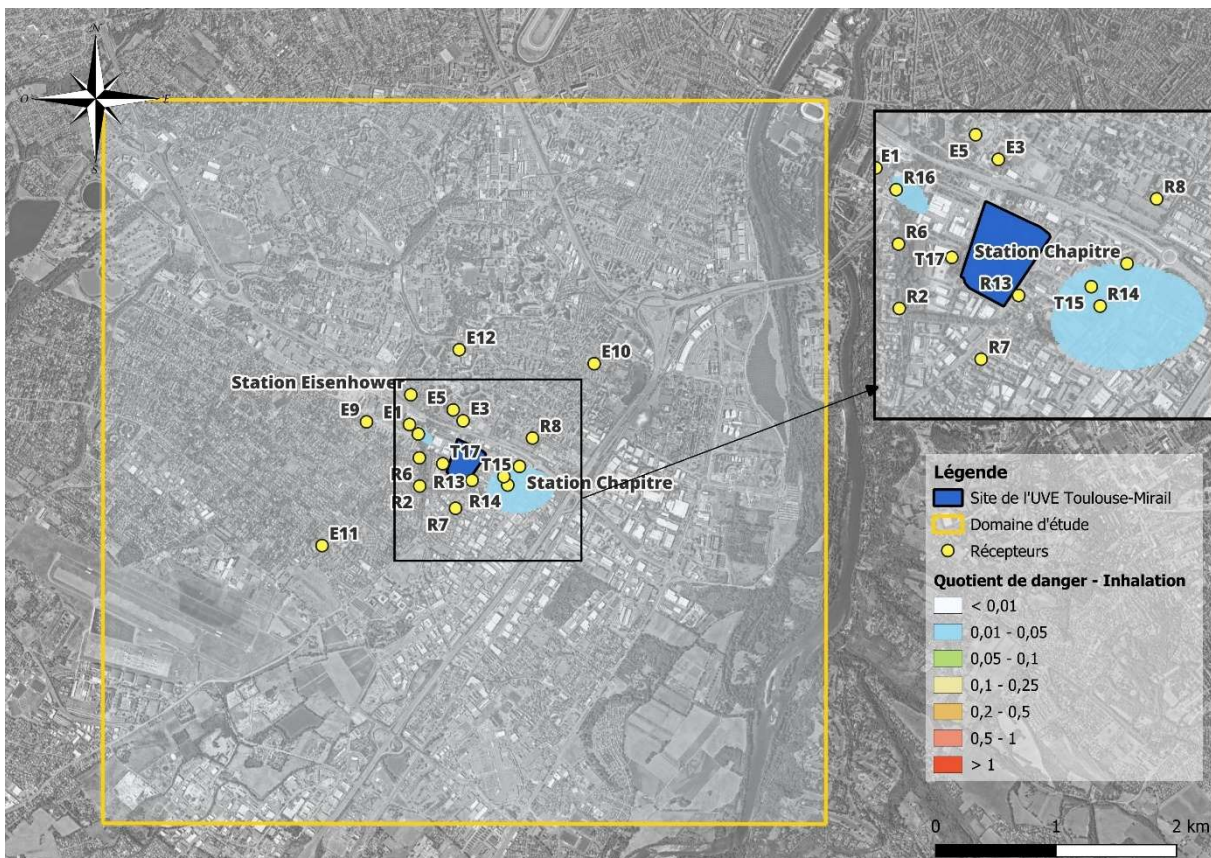 N
O
E
S
E12
E10
Station Eisenhower
E5
E9
E1
E3
R8
T17
T15
R6
R13
Station Chapitre
R2
R14
R7
E11
E5
E3
E1
R16
R8
R6
Station Chapitre
T17
R13
R14
R2
T15
R7
Légende
Site de l'UVE Toulouse-Mirail
Domaine d'étude
Récepteurs
Quotient de danger - Inhalation
< 0,01
0,01 - 0,05
0,05 - 0,1
0,1 - 0,25
0,2 - 0,5
0,5 - 1
> 1
0
1
2 km